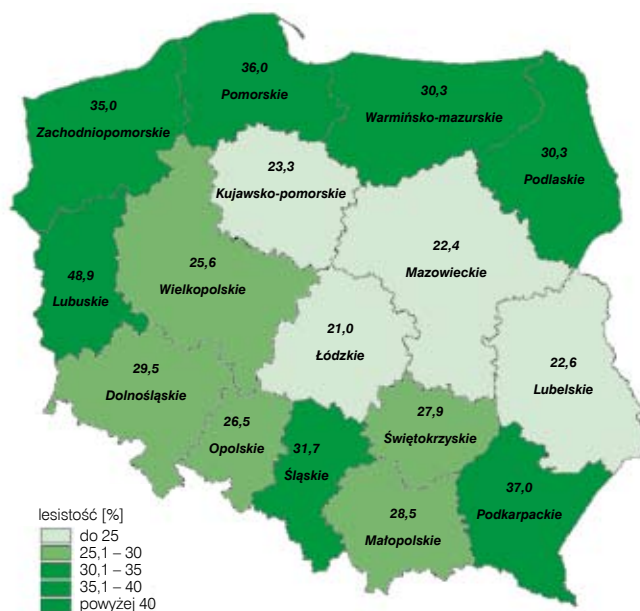 36,0
Pomorskie
35,0
Zachodniopomorskie
30,3
Warmińsko-mazurskie
30,3
Podlaskie
23,3
Kujawsko-pomorskie
22,4
Mazowieckie
25,6
Wielkopolskie
48,9
Lubuskie
21,0
Łódzkie
22,6
Lubelskie
29,5
Dolnośląskie
26,5
Opolskie
31,7
Śląskie
27,9
Świętokrzyskie
28,5
Małopolskie
37,0
Podkarpackie
lesistość [%]
do 25
25,1 – 30
30,1 – 35
35,1 – 40
powyżej 40